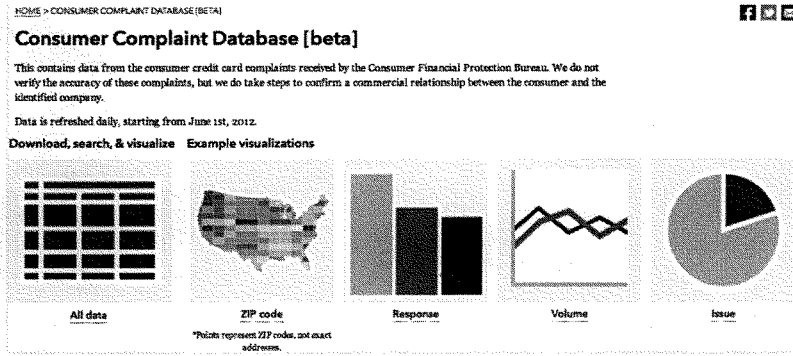 HOME > CONSUMER COMPLAINT DATABASE [BETA]
Consumer Complaint Database [beta]
This contains data from the consumer credit card complaints received by the Consumer Financial Protection Bureau. We do not
verify the accuracy of these complaints, but we do take steps to confirm a commercial relationship between the consumer and the
identified company.
Data is refreshed daily, starting from June 1st, 2012.
Download, search, & visualize Example visualizations
All data ZIP code Response Volume Issue
*Points represent ZIP codes, not exact
addresses.